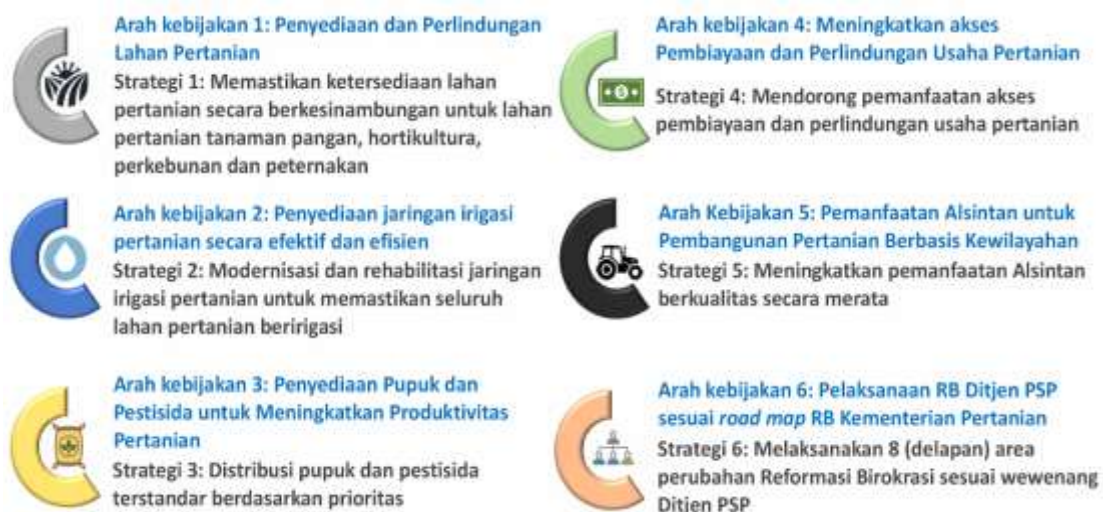 Arah kebijakan 1: Penyediaan dan Perlindungan
Lahan Pertanian
Strategi 1: Memastikan ketersediaan lahan
pertanian secara berkesinambungan untuk lahan
pertanian tanaman pangan, hortikultura,
perkebunan dan peternakan
Arah kebijakan 2: Penyediaan jaringan irigasi
pertanian secara efektif dan efisien
Strategi 2: Modernisasi dan rehabilitasi jaringan
irigasi pertanian untuk memastikan seluruh
lahan pertanian beririgasi
Arah kebijakan 3: Penyediaan Pupuk dan
Pestisida untuk Meningkatkan Produktivitas
Pertanian
Strategi 3: Distribusi pupuk dan pestisida
terstandar berdasarkan prioritas
Arah kebijakan 4: Meningkatkan akses
Pembiayaan dan Perlindungan Usaha Pertanian
Strategi 4: Mendorong pemanfaatan akses
pembiayaan dan perlindungan usaha pertanian
Arah Kebijakan 5: Pemanfaatan Alsintan untuk
Pembangunan Pertanian Berbasis Kewilayahan
Strategi 5: Meningkatkan pemanfaatan Alsintan
berkualitas secara merata
Arah kebijakan 6: Pelaksanaan RB Ditjen PSP
sesuai road map RB Kementerian Pertanian
Strategi 6: Melaksanakan 8 (delapan) area
perubahan Reformasi Birokrasi sesuai wewenang
Ditjen PSP